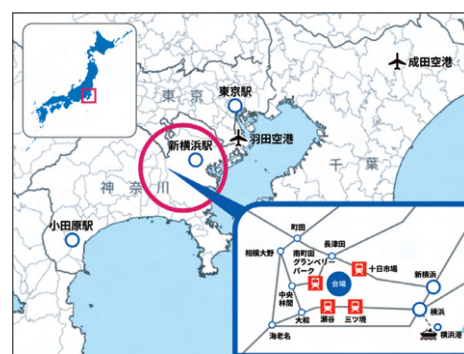 成田空港
東京
東京駅
羽田空港
新横浜駅
千葉
神奈川
小田原駅
町田
相模大野
南町田
グランベリー
パーク
長津田
十日市場
会場
新横浜
中央
林間
大和
瀬谷
三ツ境
横浜
海老名
横浜港